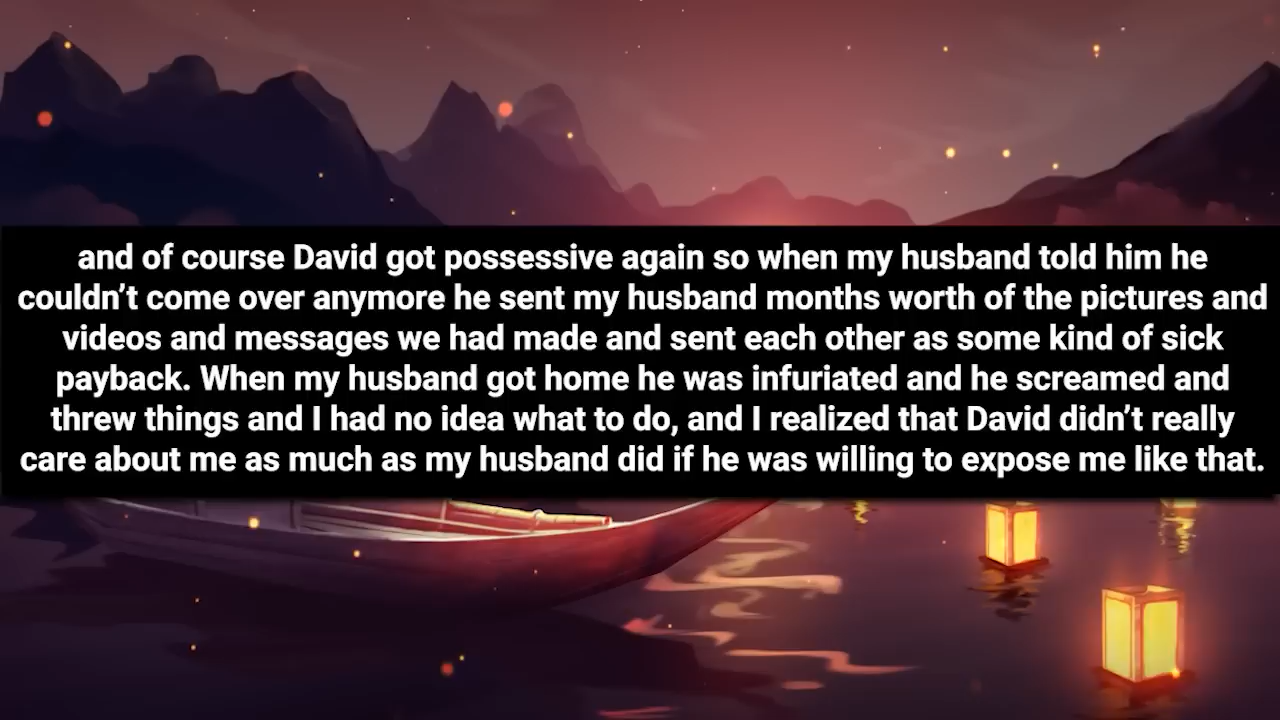 and of course David got possessive again so when my husband told him he
couldn’t come over anymore he sent my husband months worth of the pictures and
videos and messages we had made and sent each other as some kind of sick
payback. When my husband got home he was infuriated and he screamed and
threw things and I had no idea what to do, and I realized that David didn’t really
care about me as much as my husband did if he was willing to expose me like that.